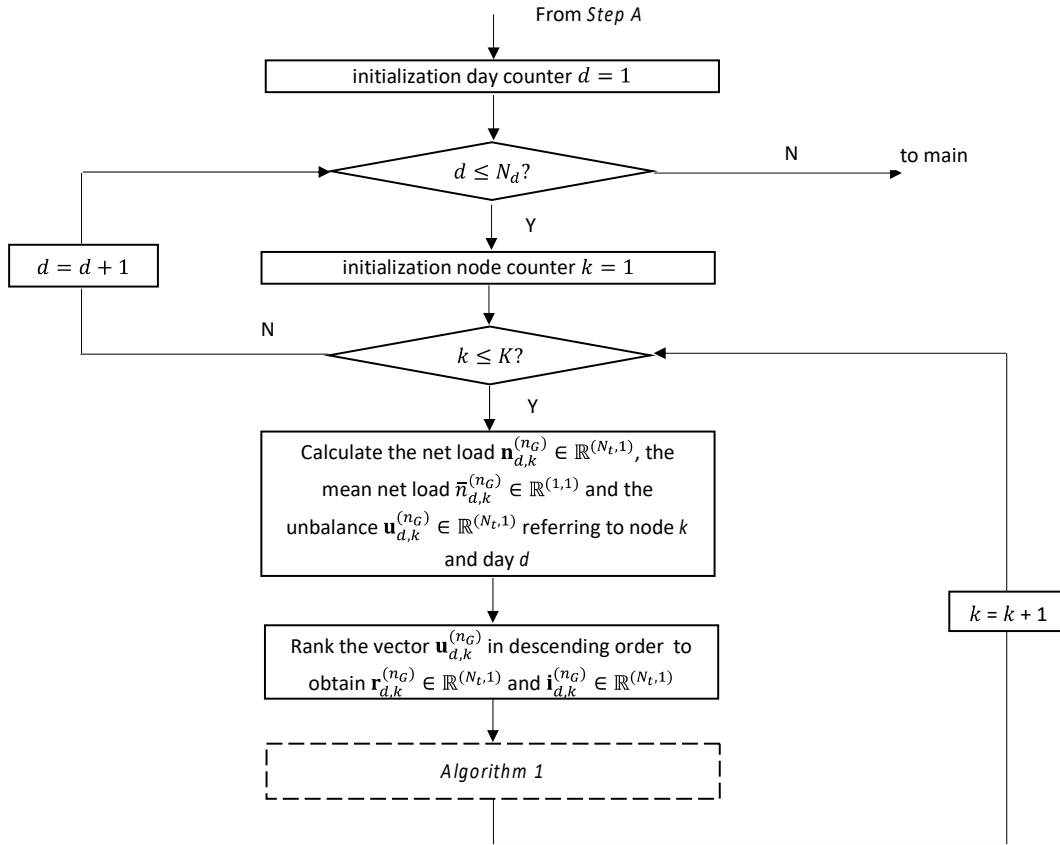 From Step A
initialization day counter 𝑑 = 1
𝑑 ≤ 𝑁_𝑑?
N
to main
Y
𝑑 = 𝑑 + 1
initialization node counter 𝑘 = 1
N
𝑘 ≤ 𝐾?
Y
Calculate the net load 𝐧_{𝑑,𝑘}^{(𝑛_𝐺)} ∈ ℝ^{(𝑁_𝑡,1)}, the
mean net load 𝑛̅_{𝑑,𝑘}^{(𝑛_𝐺)} ∈ ℝ^{(1,1)} and the
unbalance 𝐮_{𝑑,𝑘}^{(𝑛_𝐺)} ∈ ℝ^{(𝑁_𝑡,1)} referring to node k
and day d
k = k + 1
Rank the vector 𝐮_{𝑑,𝑘}^{(𝑛_𝐺)} in descending order to
obtain 𝐫_{𝑑,𝑘}^{(𝑛_𝐺)} ∈ ℝ^{(𝑁_𝑡,1)} and 𝐢_{𝑑,𝑘}^{(𝑛_𝐺)} ∈ ℝ^{(𝑁_𝑡,1)}
Algorithm 1